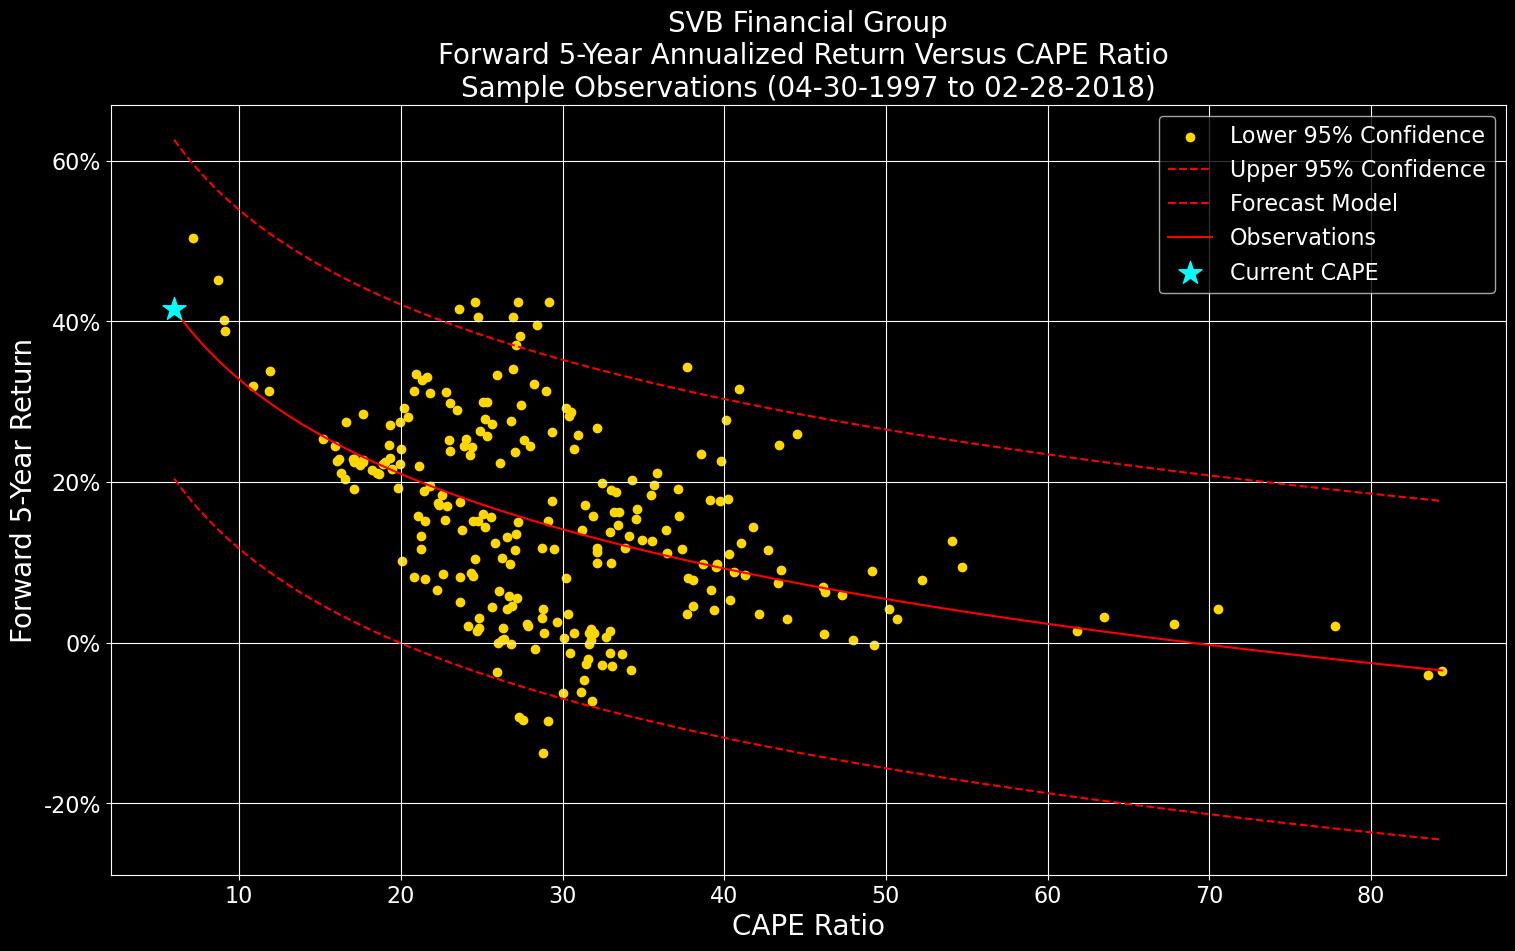 SVB Financial Group
Forward 5-Year Annualized Return Versus CAPE Ratio
Sample Observations (04-30-1997 to 02-28-2018)
Lower 95% Confidence
Upper 95% Confidence
Forecast Model
Observations
Current CAPE
Forward 5-Year Return
60%
40%
20%
0%
-20%
10 20 30 40 50 60 70 80
CAPE Ratio